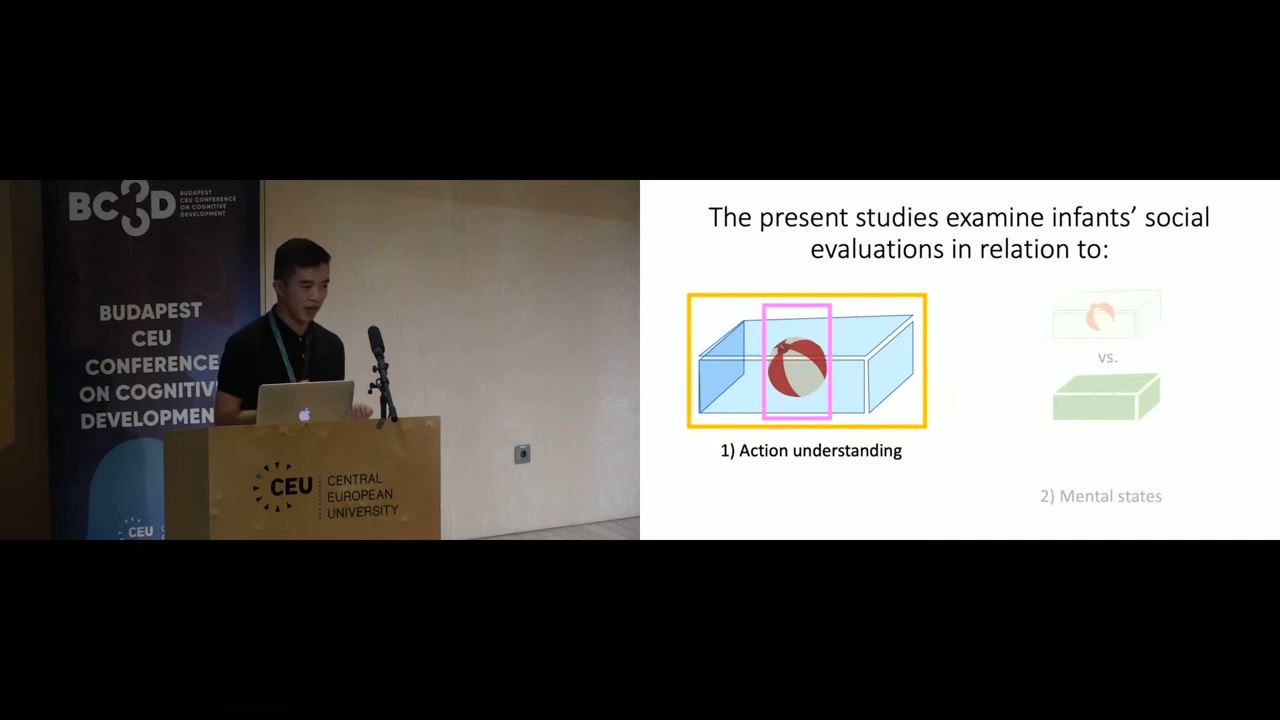 BC3D
BUDAPEST
CEU CONFERENCE
ON COGNITIVE
DEVELOPMENT
BUDAPEST
CEU
CONFERENCE
ON COGNITIV
DEVELOPMEN
CEU
CEU
CENTRAL
EUROPEAN
UNIVERSITY
The present studies examine infants’ social
evaluations in relation to:
vs.
1) Action understanding
2) Mental states